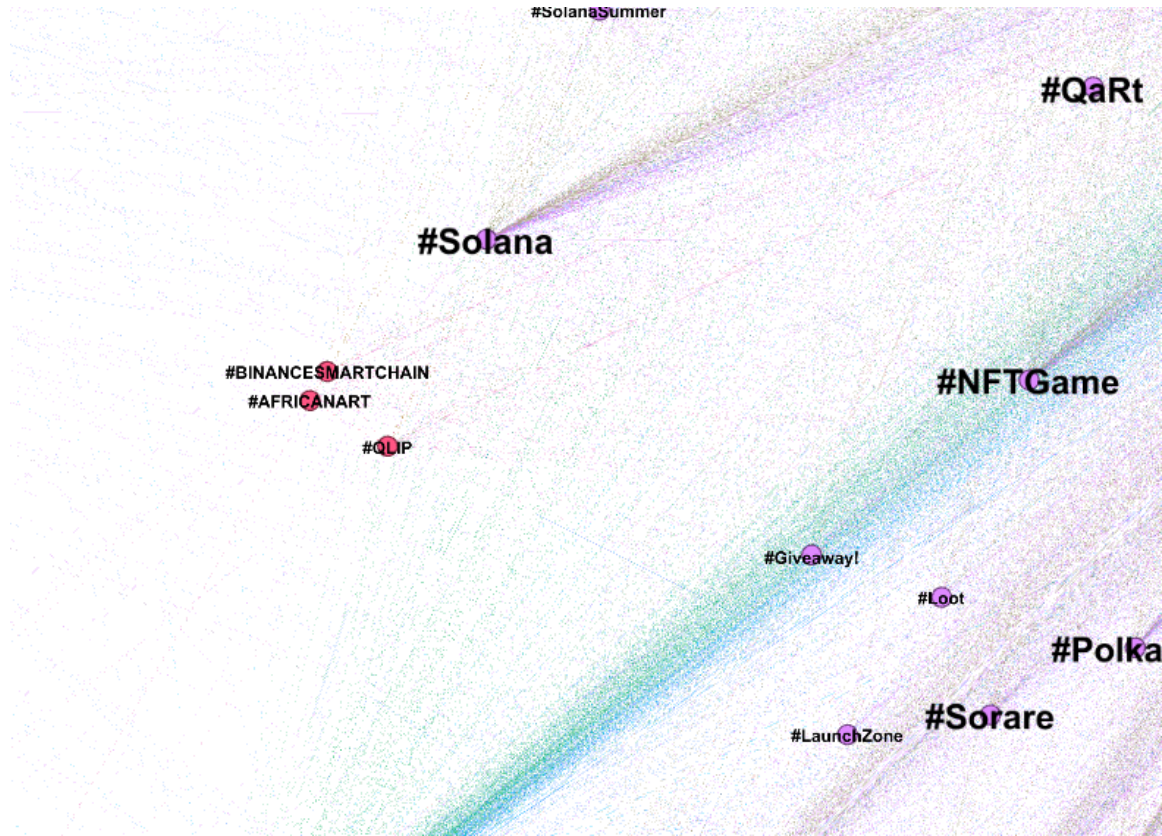 #SolanaSummer
#QaRt
#Solana
#BINANCESMARTCHAIN
#NFTGame
#AFRICANART
#QLIP
#Giveaway!
#Loot
#Polka
#Sorare
#LaunchZone